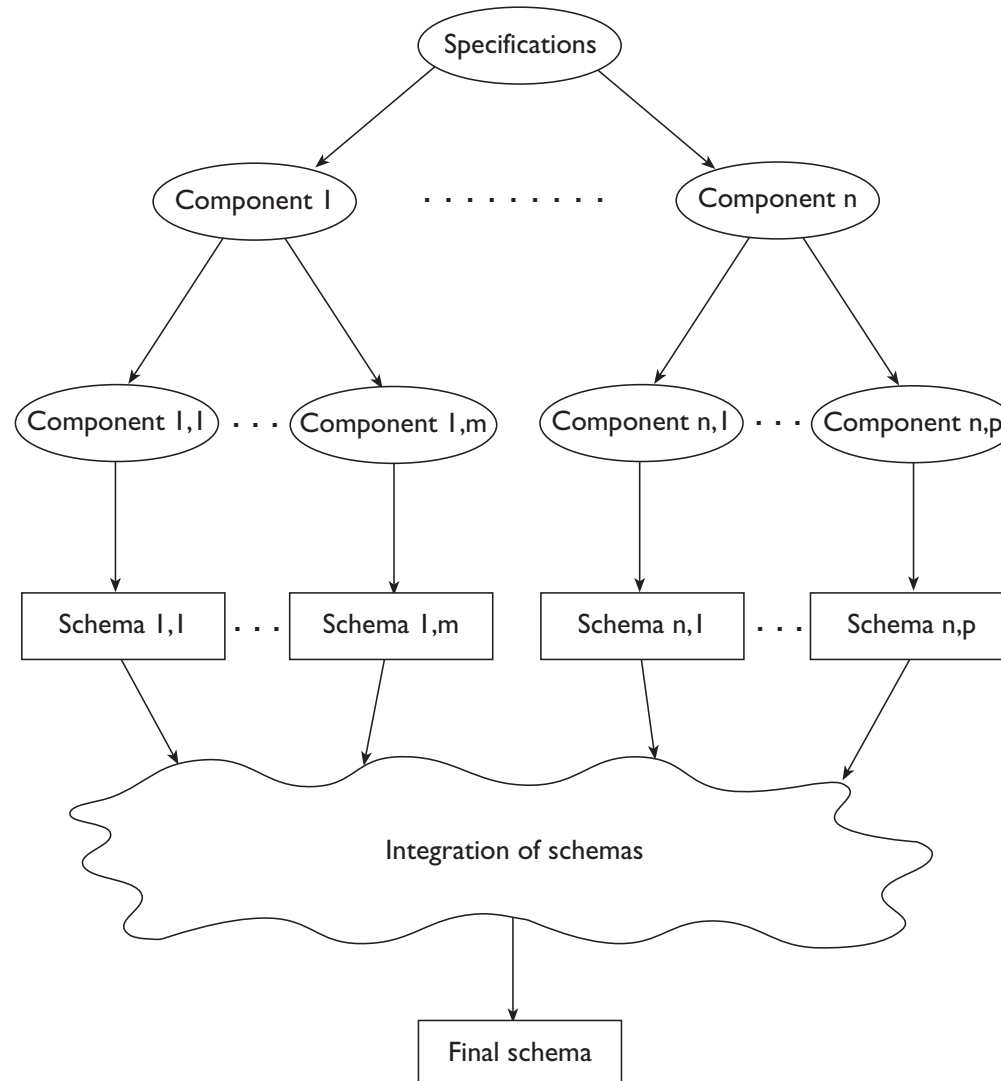 Specifications
Component 1 . . . . . . . . . Component n
Component 1,1 . . . Component 1,m Component n,1 . . . Component n,p
Schema 1,1 . . . Schema 1,m Schema n,1 . . . Schema n,p
Integration of schemas
Final schema